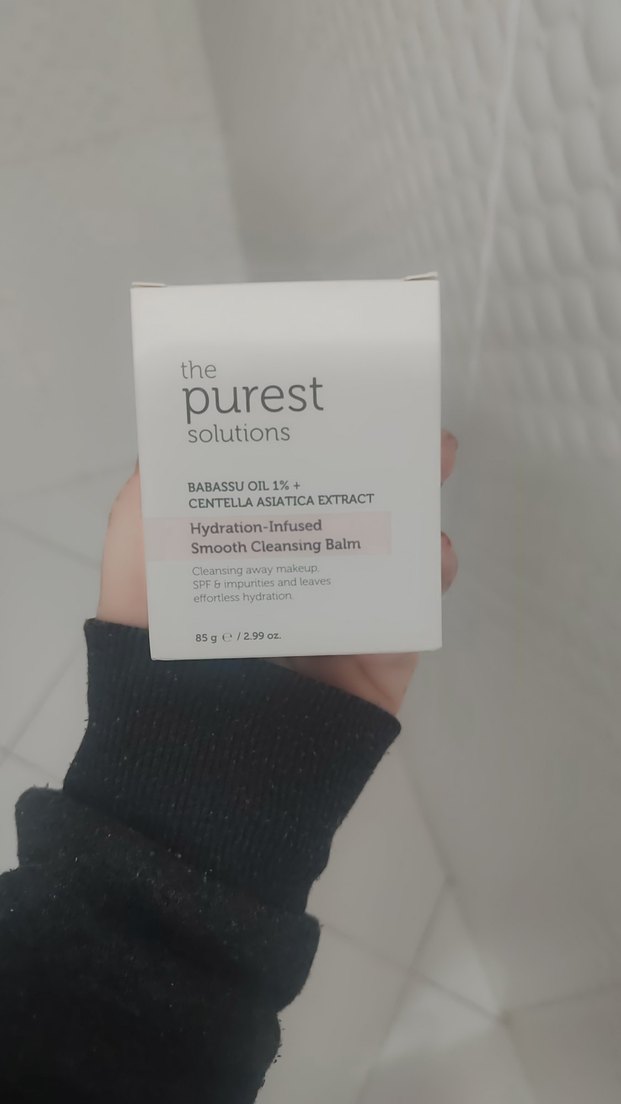 the
purest
solutions
BABASSU OIL 1% +
CENTELLA ASIATICA EXTRACT
Hydration-Infused
Smooth Cleansing Balm
Cleansing away makeup,
SPF & impurities and leaves
effortless hydration.
85 g ℮ / 2.99 oz.